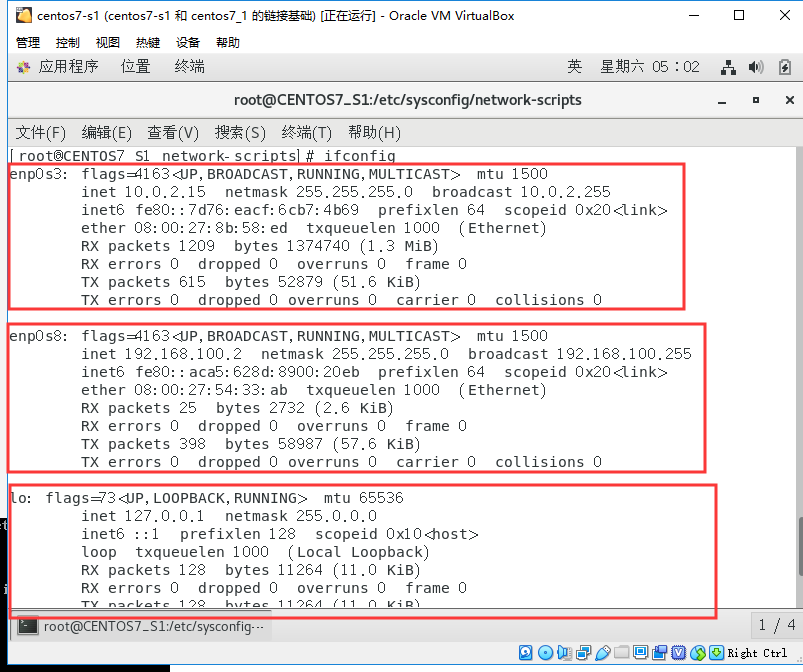 centos7-s1 (centos7-s1 和 centos7_1 的链接基础) [正在运行] - Oracle VM VirtualBox
管理 控制 视图 热键 设备 帮助
应用程序 位置 终端 英 星期六 05：02
root@CENTOS7_S1:/etc/sysconfig/network-scripts
文件(F) 编辑(E) 查看(V) 搜索(S) 终端(T) 帮助(H)
[root@CENTOS7_S1 network-scripts]# ifconfig
enp0s3: flags=4163<UP,BROADCAST,RUNNING,MULTICAST> mtu 1500
inet 10.0.2.15 netmask 255.255.255.0 broadcast 10.0.2.255
inet6 fe80::7d76:eacf:6cb7:4b69 prefixlen 64 scopeid 0x20<link>
ether 08:00:27:8b:58:ed txqueuelen 1000 (Ethernet)
RX packets 1209 bytes 1374740 (1.3 MiB)
RX errors 0 dropped 0 overruns 0 frame 0
TX packets 615 bytes 52879 (51.6 KiB)
TX errors 0 dropped 0 overruns 0 carrier 0 collisions 0
enp0s8: flags=4163<UP,BROADCAST,RUNNING,MULTICAST> mtu 1500
inet 192.168.100.2 netmask 255.255.255.0 broadcast 192.168.100.255
inet6 fe80::aca5:628d:8900:20eb prefixlen 64 scopeid 0x20<link>
ether 08:00:27:54:33:ab txqueuelen 1000 (Ethernet)
RX packets 25 bytes 2732 (2.6 KiB)
RX errors 0 dropped 0 overruns 0 frame 0
TX packets 398 bytes 58987 (57.6 KiB)
TX errors 0 dropped 0 overruns 0 carrier 0 collisions 0
lo: flags=73<UP,LOOPBACK,RUNNING> mtu 65536
inet 127.0.0.1 netmask 255.0.0.0
inet6 ::1 prefixlen 128 scopeid 0x10<host>
loop txqueuelen 1000 (Local Loopback)
RX packets 128 bytes 11264 (11.0 KiB)
RX errors 0 dropped 0 overruns 0 frame 0
TX packets 128 bytes 11264 (11.0 KiB)
root@CENTOS7_S1:/etc/sysconfig··· 1 / 4
Right Ctrl